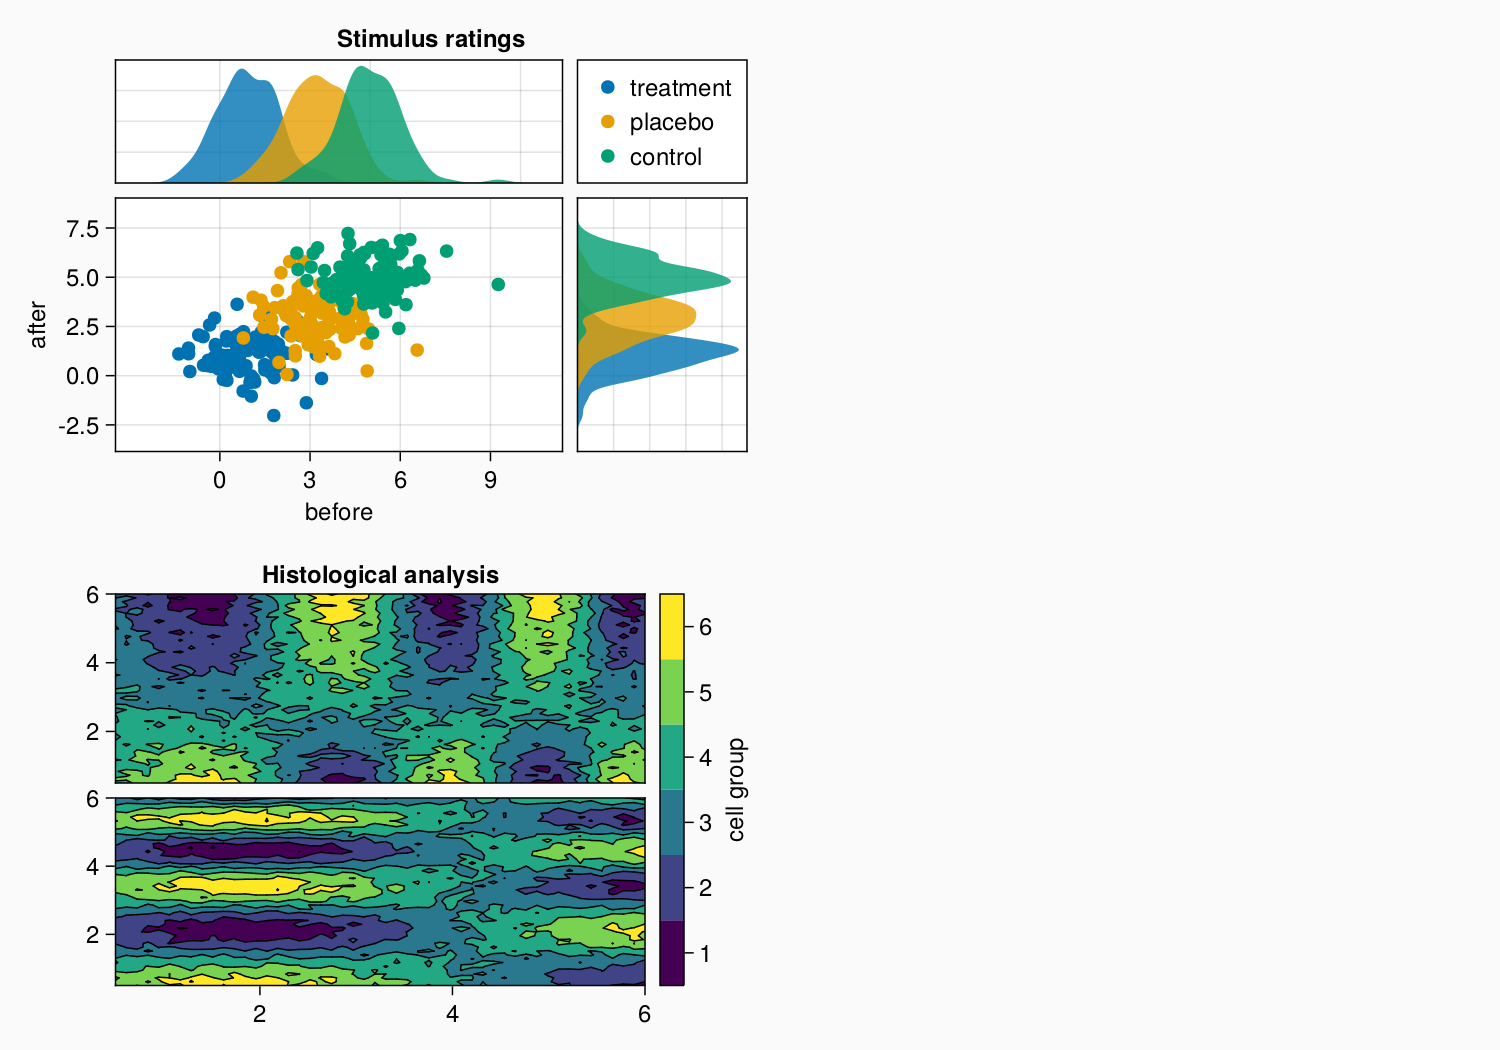 Stimulus ratings
treatment
placebo
control
7.5
5.0
2.5
0.0
-2.5
after
0 3 6 9
before
Histological analysis
6
4
2
6
4
2
2 4 6
6
5
4
3
2
1
cell group